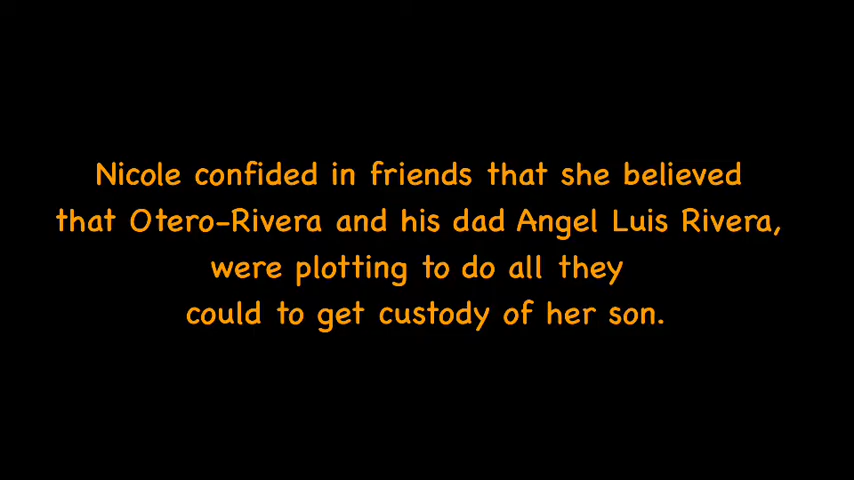 Nicole confided in friends that she believed
that Otero-Rivera and his dad Angel Luis Rivera,
were plotting to do all they
could to get custody of her son.